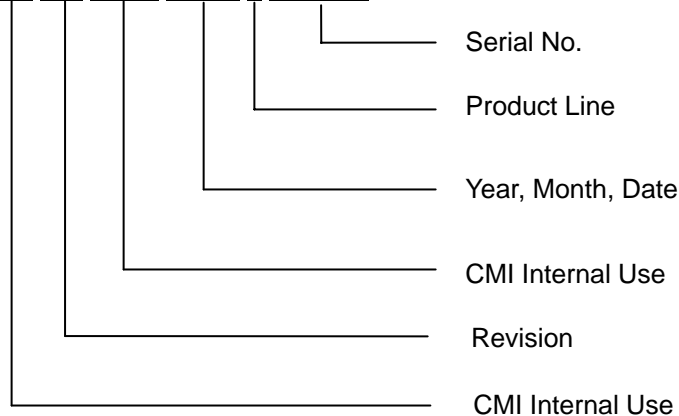 Serial No.
Product Line
Year, Month, Date
CMI Internal Use
Revision
CMI Internal Use